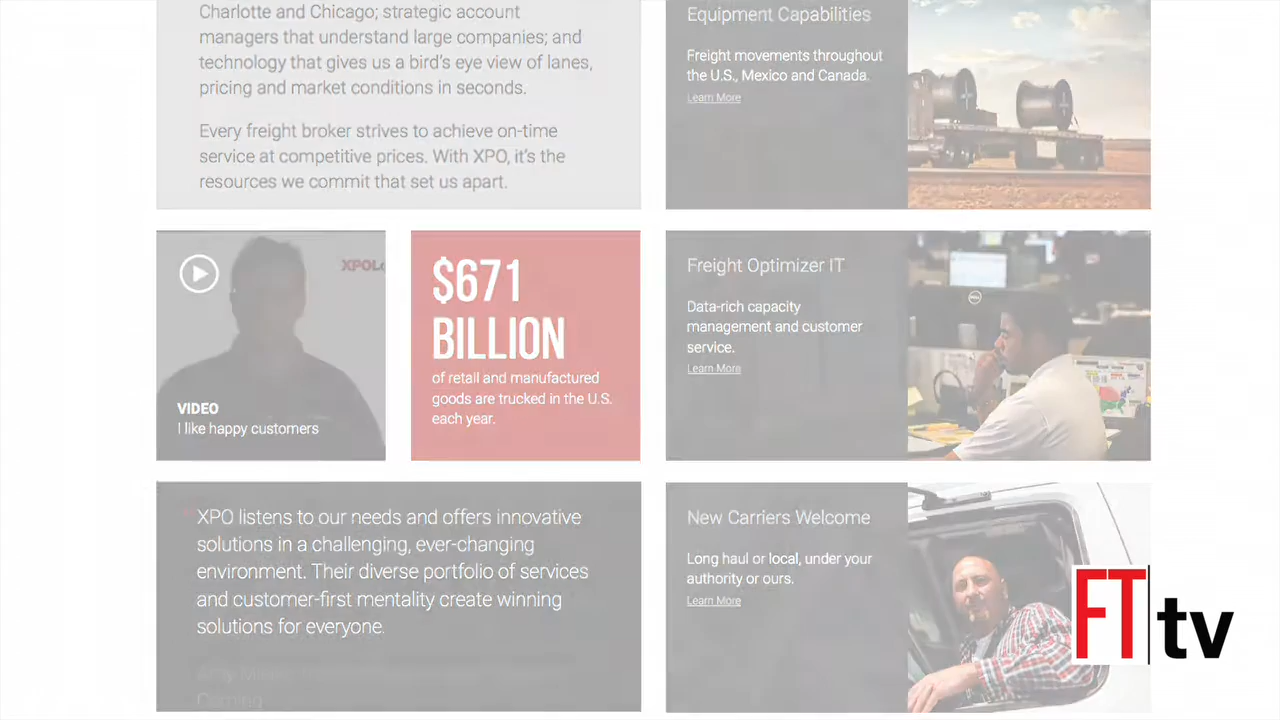 Charlotte and Chicago; strategic account
managers that understand large companies; and
technology that gives us a bird's eye view of lanes,
pricing and market conditions in seconds.
Every freight broker strives to achieve on-time
service at competitive prices. With XPO, it's the
resources we commit that set us apart.
Equipment Capabilities
Freight movements throughout
the U.S., Mexico and Canada.
Learn More
XPOL
VIDEO
I like happy customers
$671
BILLION
of retail and manufactured
goods are trucked in the U.S.
each year.
Freight Optimizer IT
Data-rich capacity
management and customer
service.
Learn More
XPO listens to our needs and offers innovative
solutions in a challenging, ever-changing
environment. Their diverse portfolio of services
and customer-first mentality create winning
solutions for everyone.
Corning
New Carriers Welcome
Long haul or local, under your
authority or ours.
Learn More
FT tv